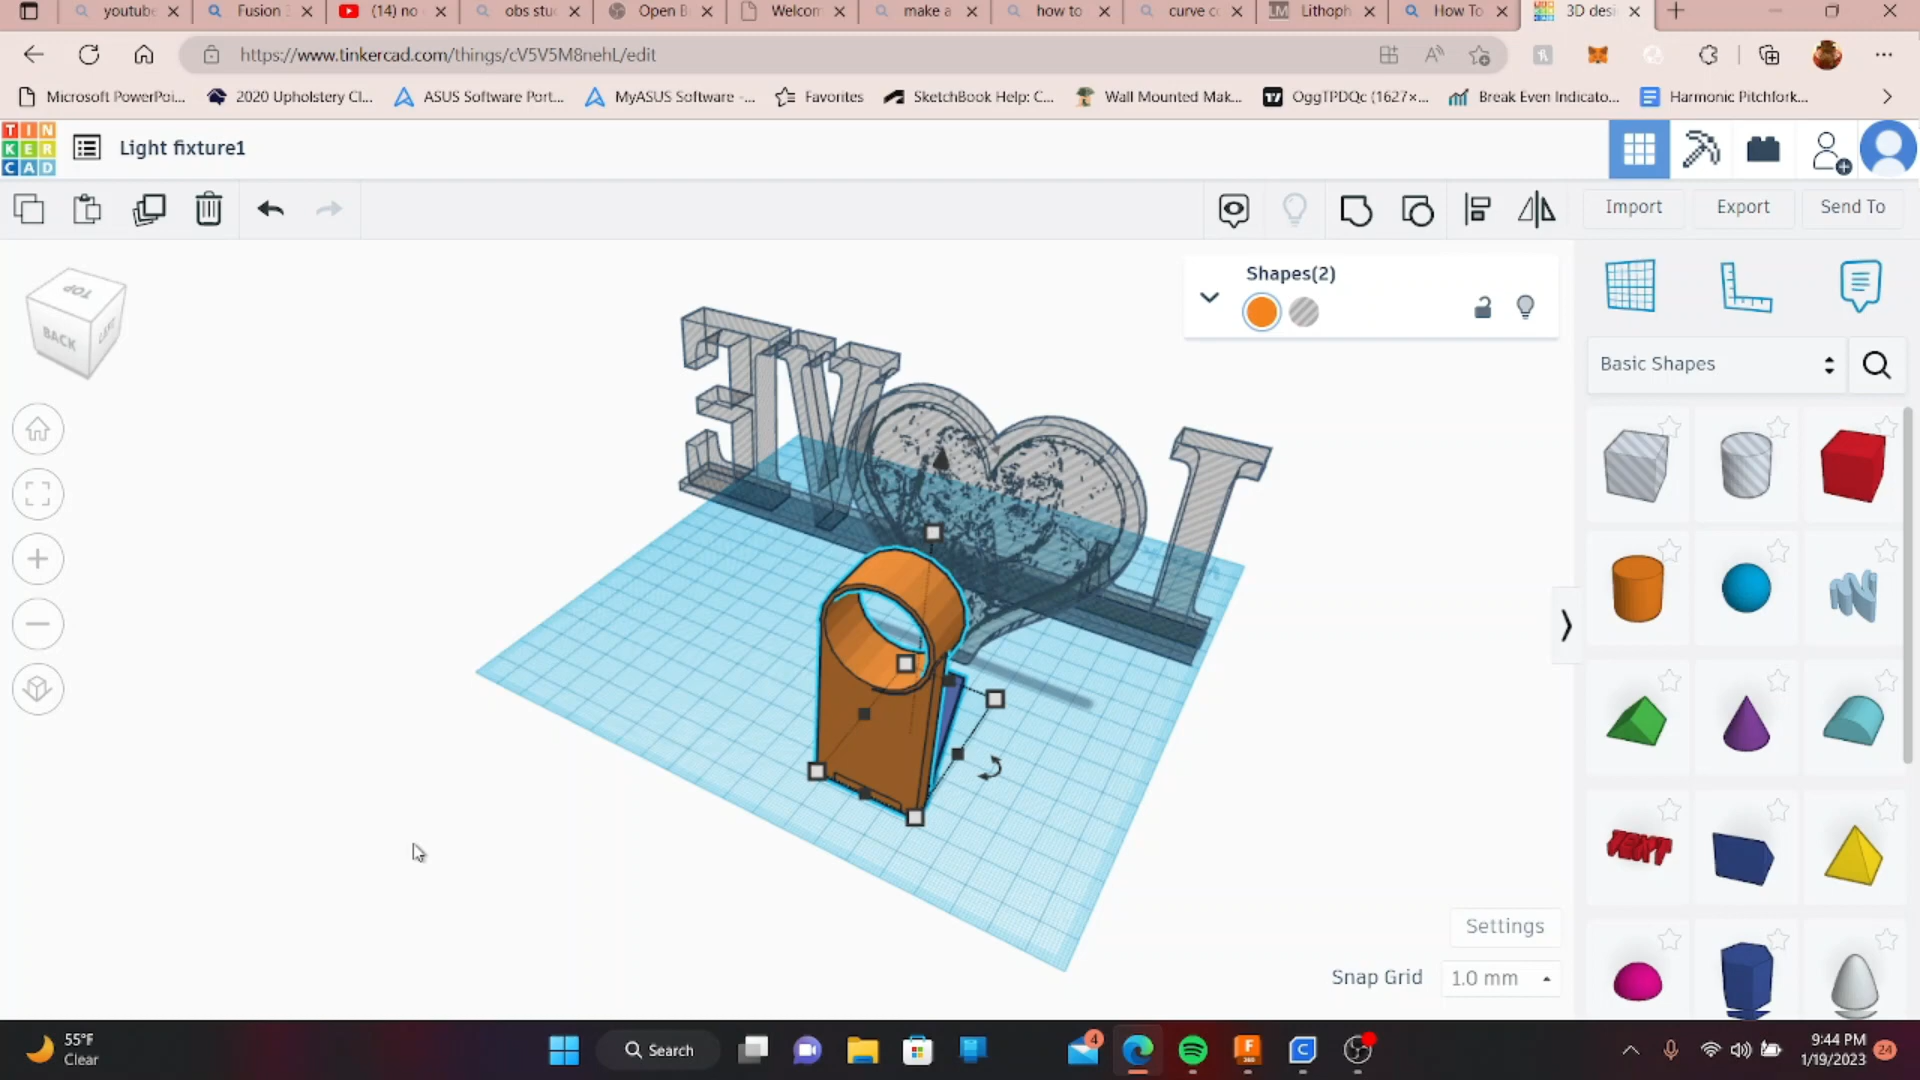 youtube
Fusion
(14) no
obs stu
Open B
Welcom
make a
how to
curve c
Lithoph
How To
3D desi
https://www.tinkercad.com/things/cV5V5M8nehL/edit
Microsoft PowerPoi...
2020 Upholstery Cl...
ASUS Software Port...
MyASUS Software -...
Favorites
SketchBook Help: C...
Wall Mounted Mak...
OggTPDQc (1627×...
Break Even Indicato...
Harmonic Pitchfork...
TIN
KER
CAD
Light fixture1
Import
Export
Send To
Shapes(2)
TOP
BACK
Basic Shapes
TEXT
Settings
Snap Grid
1.0 mm
55°F
Clear
Search
4
9:44 PM
1/19/2023
24